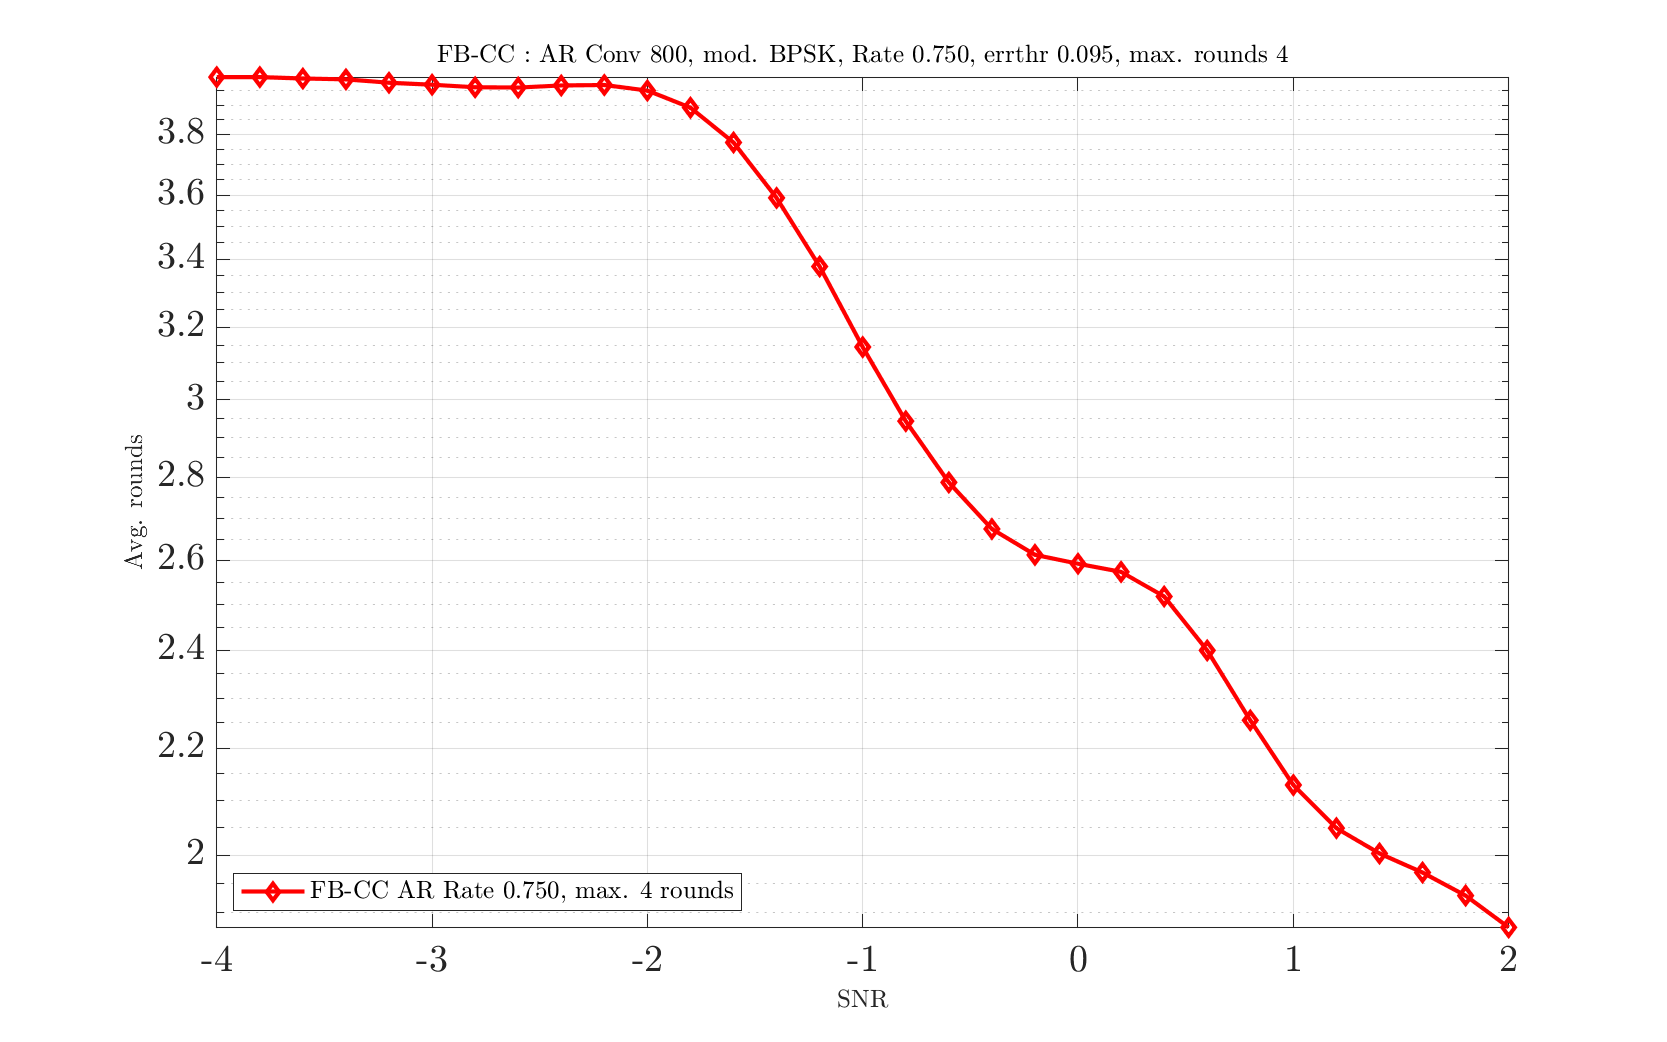 FB-CC : AR Conv 800, mod. BPSK, Rate 0.750, errthr 0.095, max. rounds 4
3.8
3.6
3.4
3.2
3
2.8
2.6
2.4
2.2
2
Avg. rounds
FB-CC AR Rate 0.750, max. 4 rounds
-4 -3 -2 -1 0 1 2
SNR